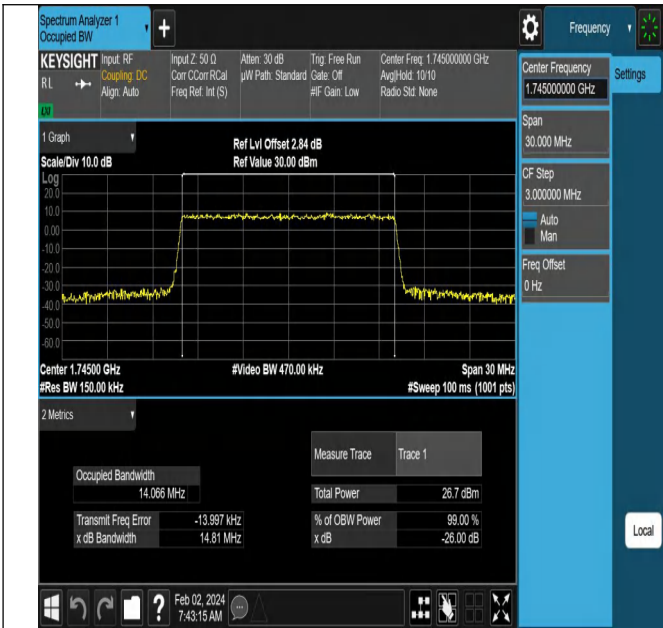 Spectrum Analyzer 1
Occupied BW
Frequency
KEYSIGHT
R L
LXI
Input: RF
Coupling: DC
Align: Auto
Input Z: 50 Ω
Corr CCorr RCal
Freq Ref: Int (S)
Atten: 30 dB
µW Path: Standard
Trig: Free Run
Gate: Off
#IF Gain: Low
Center Freq: 1.745000000 GHz
Avg|Hold: 10/10
Radio Std: None
Center Frequency
1.745000000 GHz
Settings
Span
30.000 MHz
CF Step
3.000000 MHz
Auto
Man
Freq Offset
0 Hz
Local
1 Graph
Scale/Div 10.0 dB
Ref Lvl Offset 2.84 dB
Ref Value 30.00 dBm
Log
20.0
10.0
0.00
-10.0
-20.0
-30.0
-40.0
-50.0
-60.0
Center 1.74500 GHz
#Video BW 470.00 kHz
Span 30 MHz
#Res BW 150.00 kHz
#Sweep 100 ms (1001 pts)
2 Metrics
Measure Trace
Trace 1
Occupied Bandwidth
14.066 MHz
Total Power
26.7 dBm
Transmit Freq Error
-13.997 kHz
% of OBW Power
99.00 %
x dB Bandwidth
14.81 MHz
x dB
-26.00 dB
?
Feb 02, 2024
7:43:15 AM